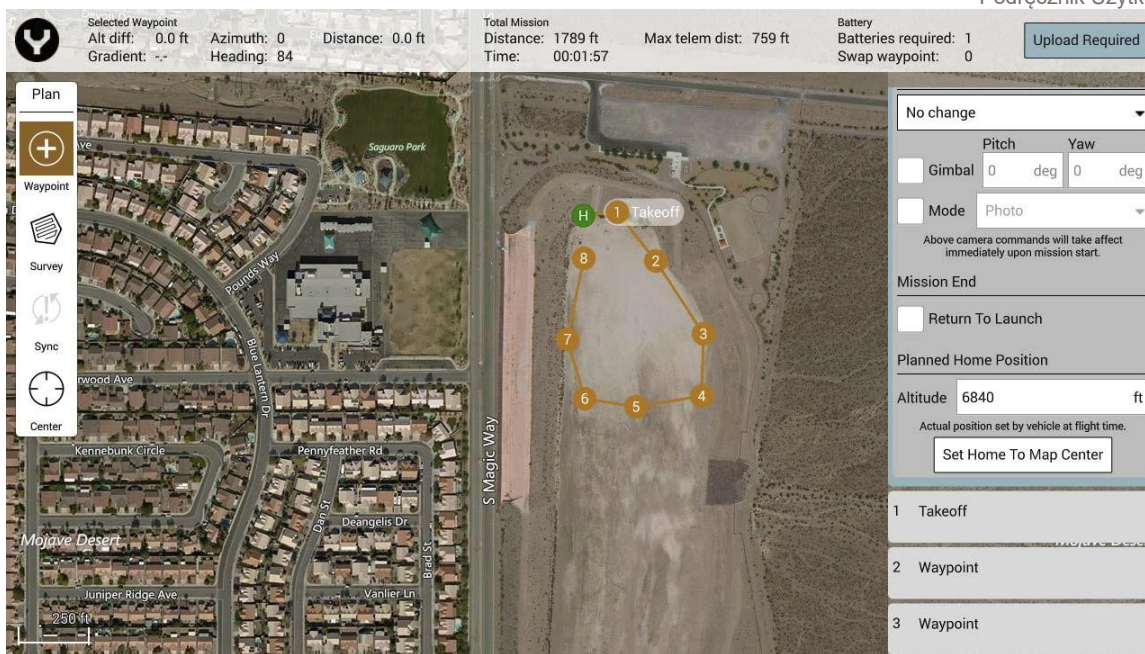 Podręcznik Użytk
Selected Waypoint
Alt diff: 0.0 ft Azimuth: 0 Distance: 0.0 ft
Gradient: -.- Heading: 84
Total Mission
Distance: 1789 ft Max telem dist: 759 ft
Time: 00:01:57
Battery
Batteries required: 1
Swap waypoint: 0
Upload Required
Plan
Waypoint
Survey
Sync
Center
Saguaro Park
Pounds Way
Blue Lantern Dr
rwood Ave
Kennebunk Circle
Pennyfeather Rd
Dan St
Deangelis Dr
Brad St
Mojave Desert
Juniper Ridge Ave
Vanlier Ln
250 ft
S Magic Way
H
1 Takeoff
2
3
4
5
6
7
8
No change
Pitch Yaw
Gimbal 0 deg 0 deg
Mode Photo
Above camera commands will take affect
immediately upon mission start.
Mission End
Return To Launch
Planned Home Position
Altitude 6840 ft
Actual position set by vehicle at flight time.
Set Home To Map Center
1 Takeoff
2 Waypoint
3 Waypoint